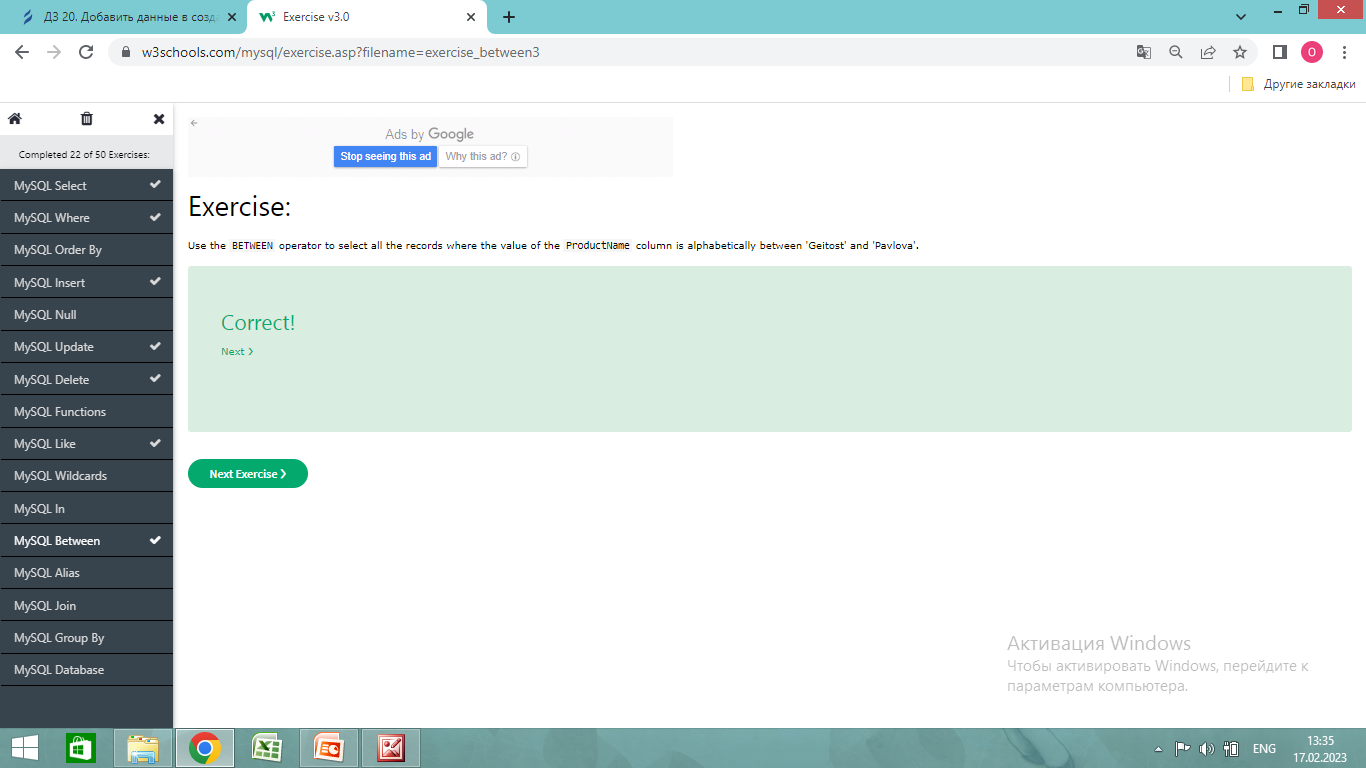 ДЗ 20. Добавить данные в созд
Exercise v3.0
w3schools.com/mysql/exercise.asp?filename=exercise_between3
О
Другие закладки
Completed 22 of 50 Exercises:
MySQL Select
MySQL Where
MySQL Order By
MySQL Insert
MySQL Null
MySQL Update
MySQL Delete
MySQL Functions
MySQL Like
MySQL Wildcards
MySQL In
MySQL Between
MySQL Alias
MySQL Join
MySQL Group By
MySQL Database
Ads by Google
Stop seeing this ad
Why this ad?
Exercise:
Use the BETWEEN operator to select all the records where the value of the ProductName column is alphabetically between 'Geitost' and 'Pavlova'.
Correct!
Next >
Next Exercise >
Активация Windows
Чтобы активировать Windows, перейдите к
параметрам компьютера.
ENG
13:35
17.02.2023